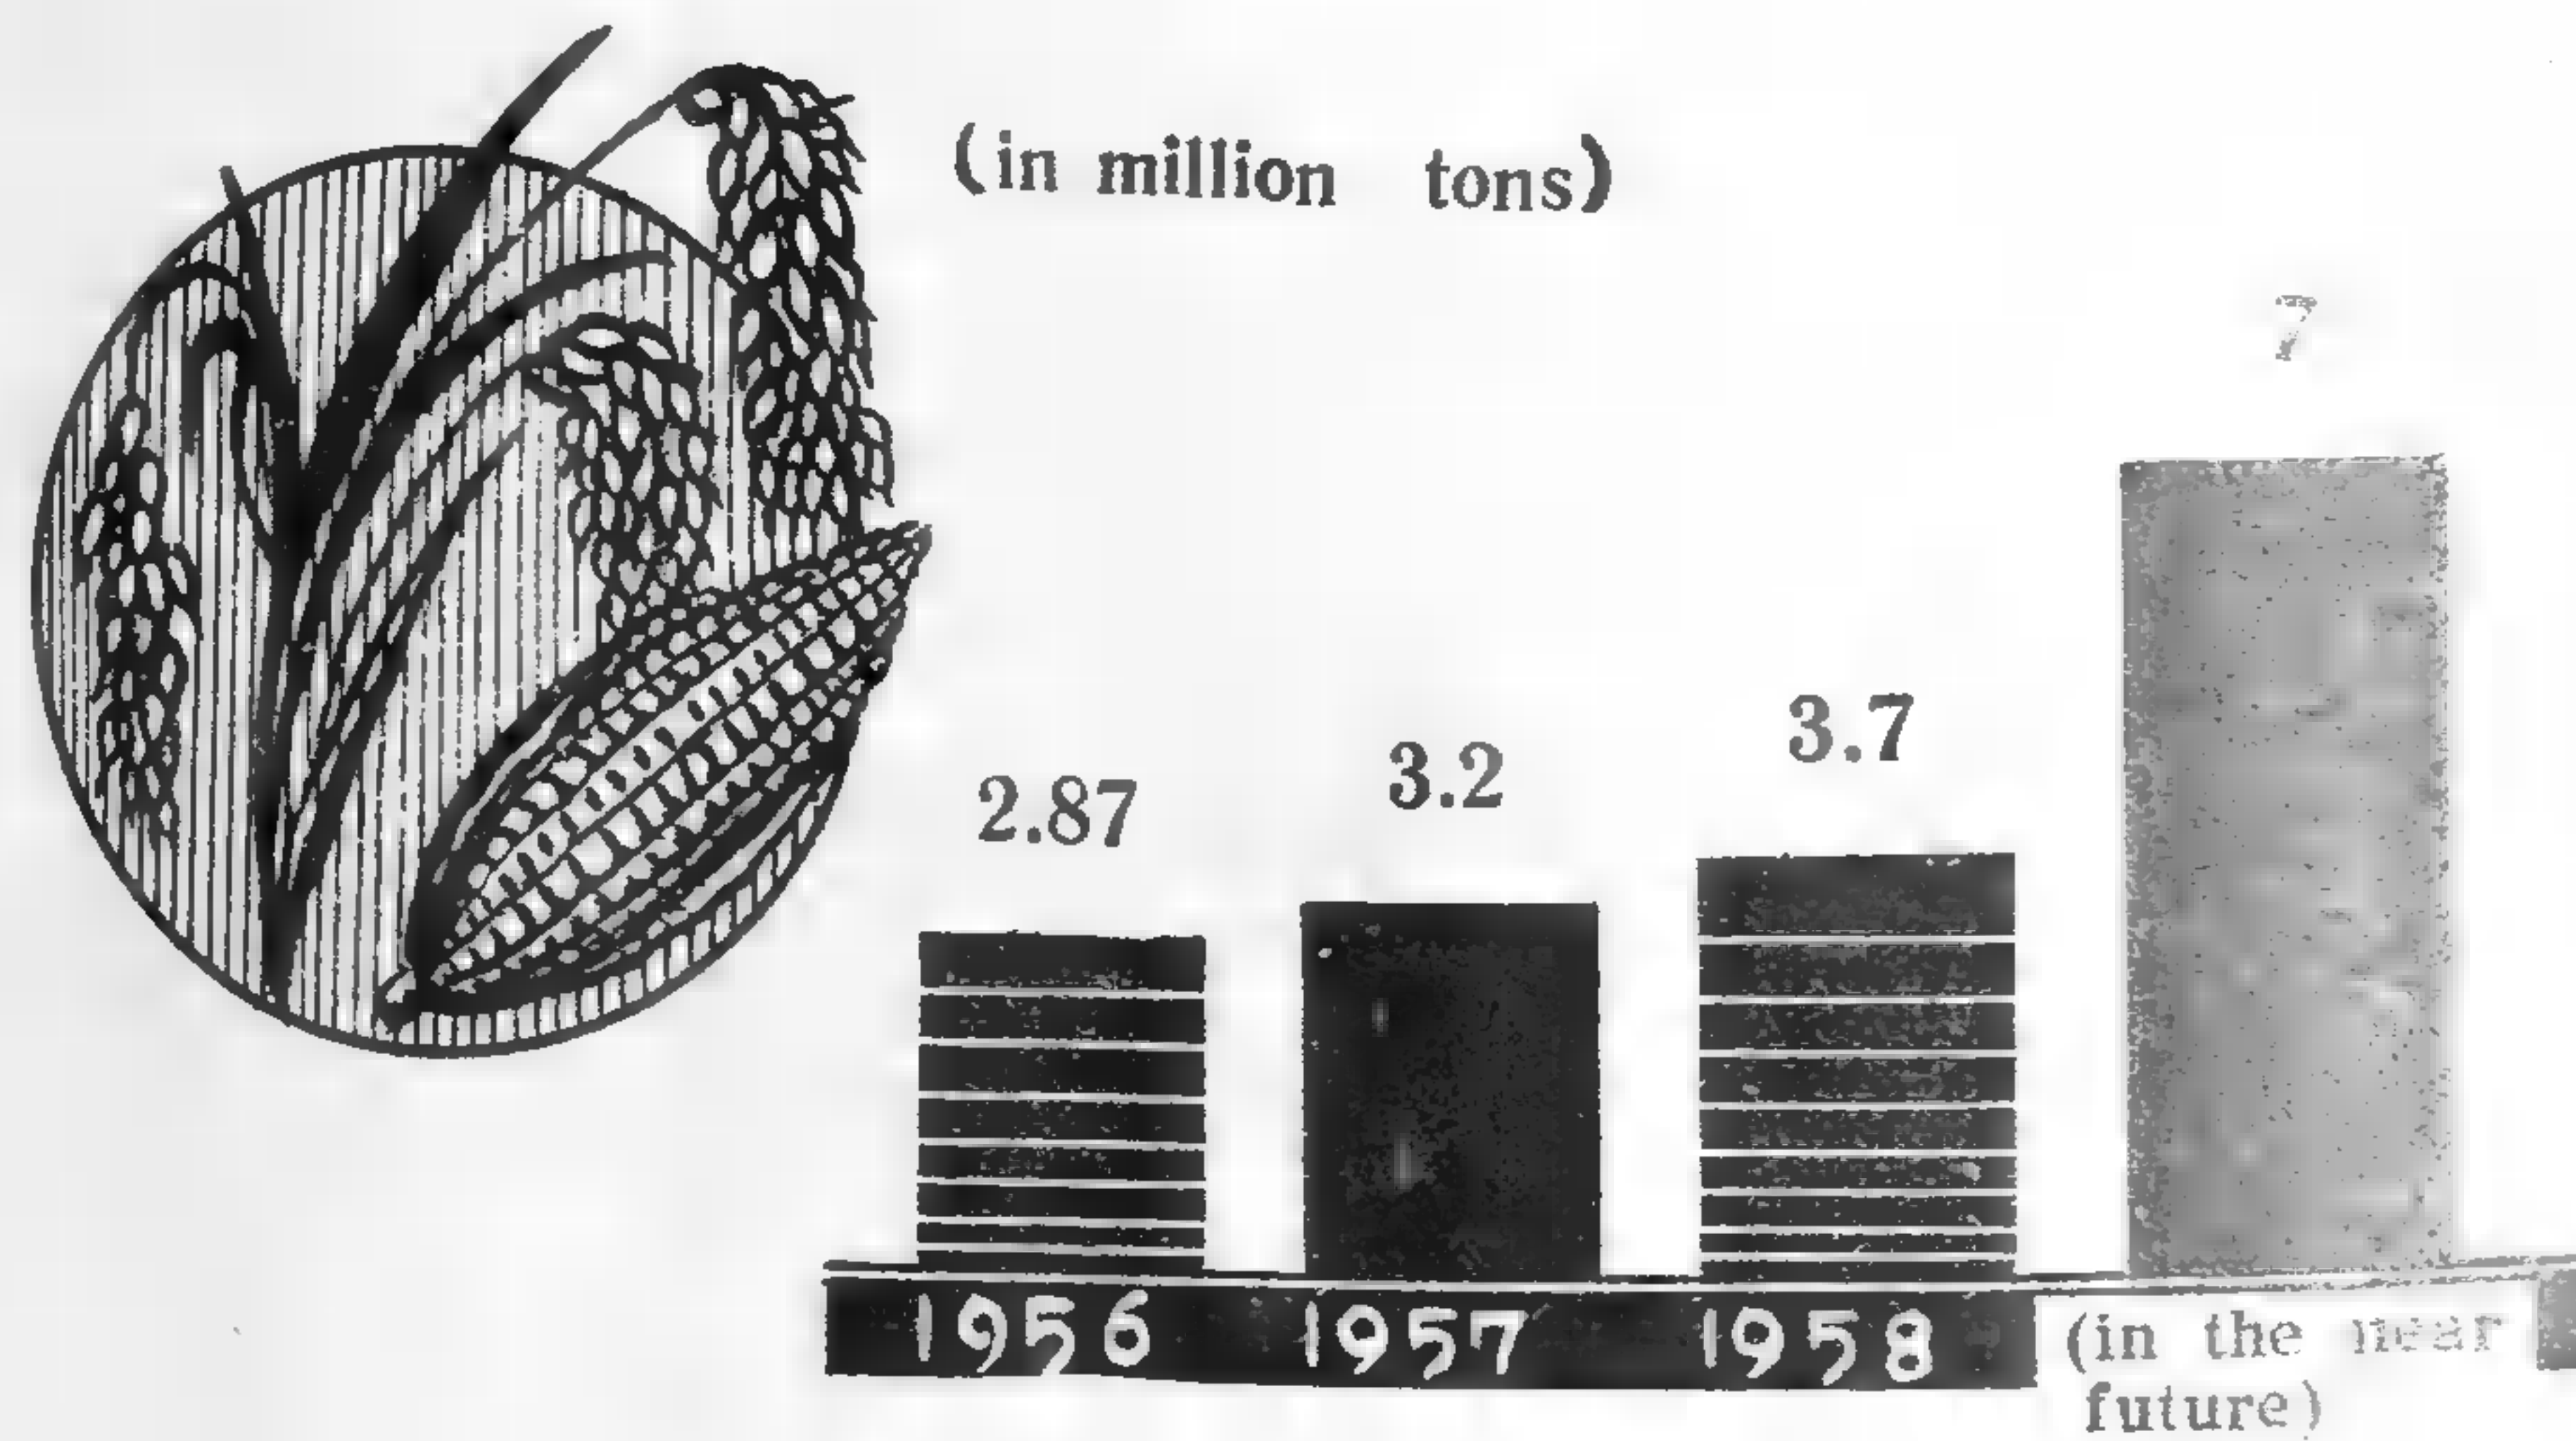 (in million tons)
7
3.7
3.2
2.87
1956 1957 1958 (in the near
future)